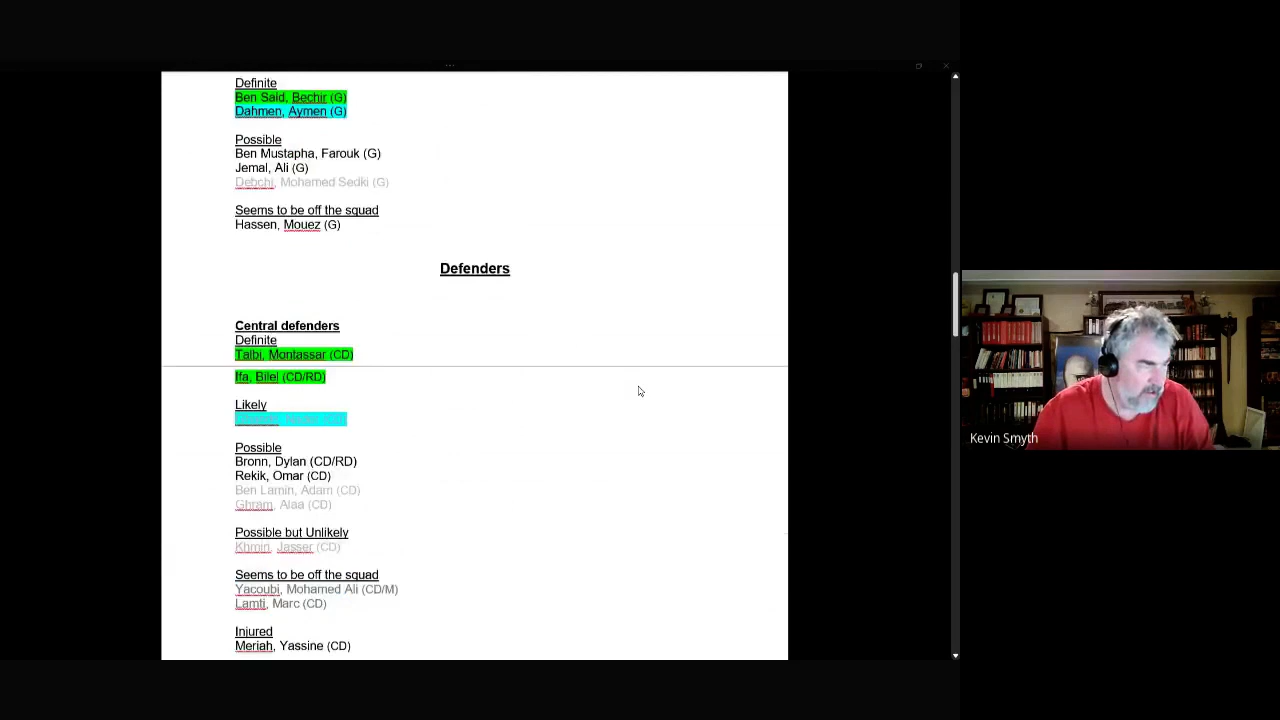 Definite
Ben Said, Bechir (G)
Dahmen, Aymen (G)
Possible
Ben Mustapha, Farouk (G)
Jemal, Ali (G)
Debchi, Mohamed Sedki (G)
Seems to be off the squad
Hassen, Mouez (G)
Defenders
Central defenders
Definite
Talbi, Montassar (CD)
Ifa, Bilel (CD/RD)
Likely
Possible
Bronn, Dylan (CD/RD)
Rekik, Omar (CD)
Ben Lamin, Adam (CD)
Ghram, Alaa (CD)
Possible but Unlikely
Khmin, Jasser (CD)
Seems to be off the squad
Yacoubi, Mohamed Ali (CD/M)
Lamti, Marc (CD)
Injured
Meriah, Yassine (CD)
Kevin Smyth